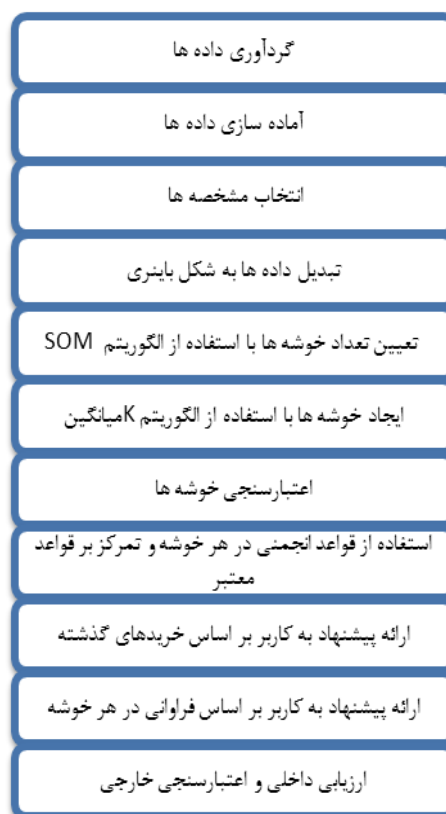 گردآوری داده ها
آماده سازی داده ها
انتخاب مشخصه ها
تبدیل داده ها به شکل باینری
تعیین تعداد خوشه ها با استفاده از الگوریتم SOM
ایجاد خوشه ها با استفاده از الگوریتم Kمیانگین
اعتبارسنجی خوشه ها
استفاده از قواعد انجمنی در هر خوشه و تمرکز بر قواعد
معتبر
ارائه پیشنهاد به کاربر بر اساس خریدهای گذشته
ارائه پیشنهاد به کاربر بر اساس فراوانی در هر خوشه
ارزیابی داخلی و اعتبارسنجی خارجی